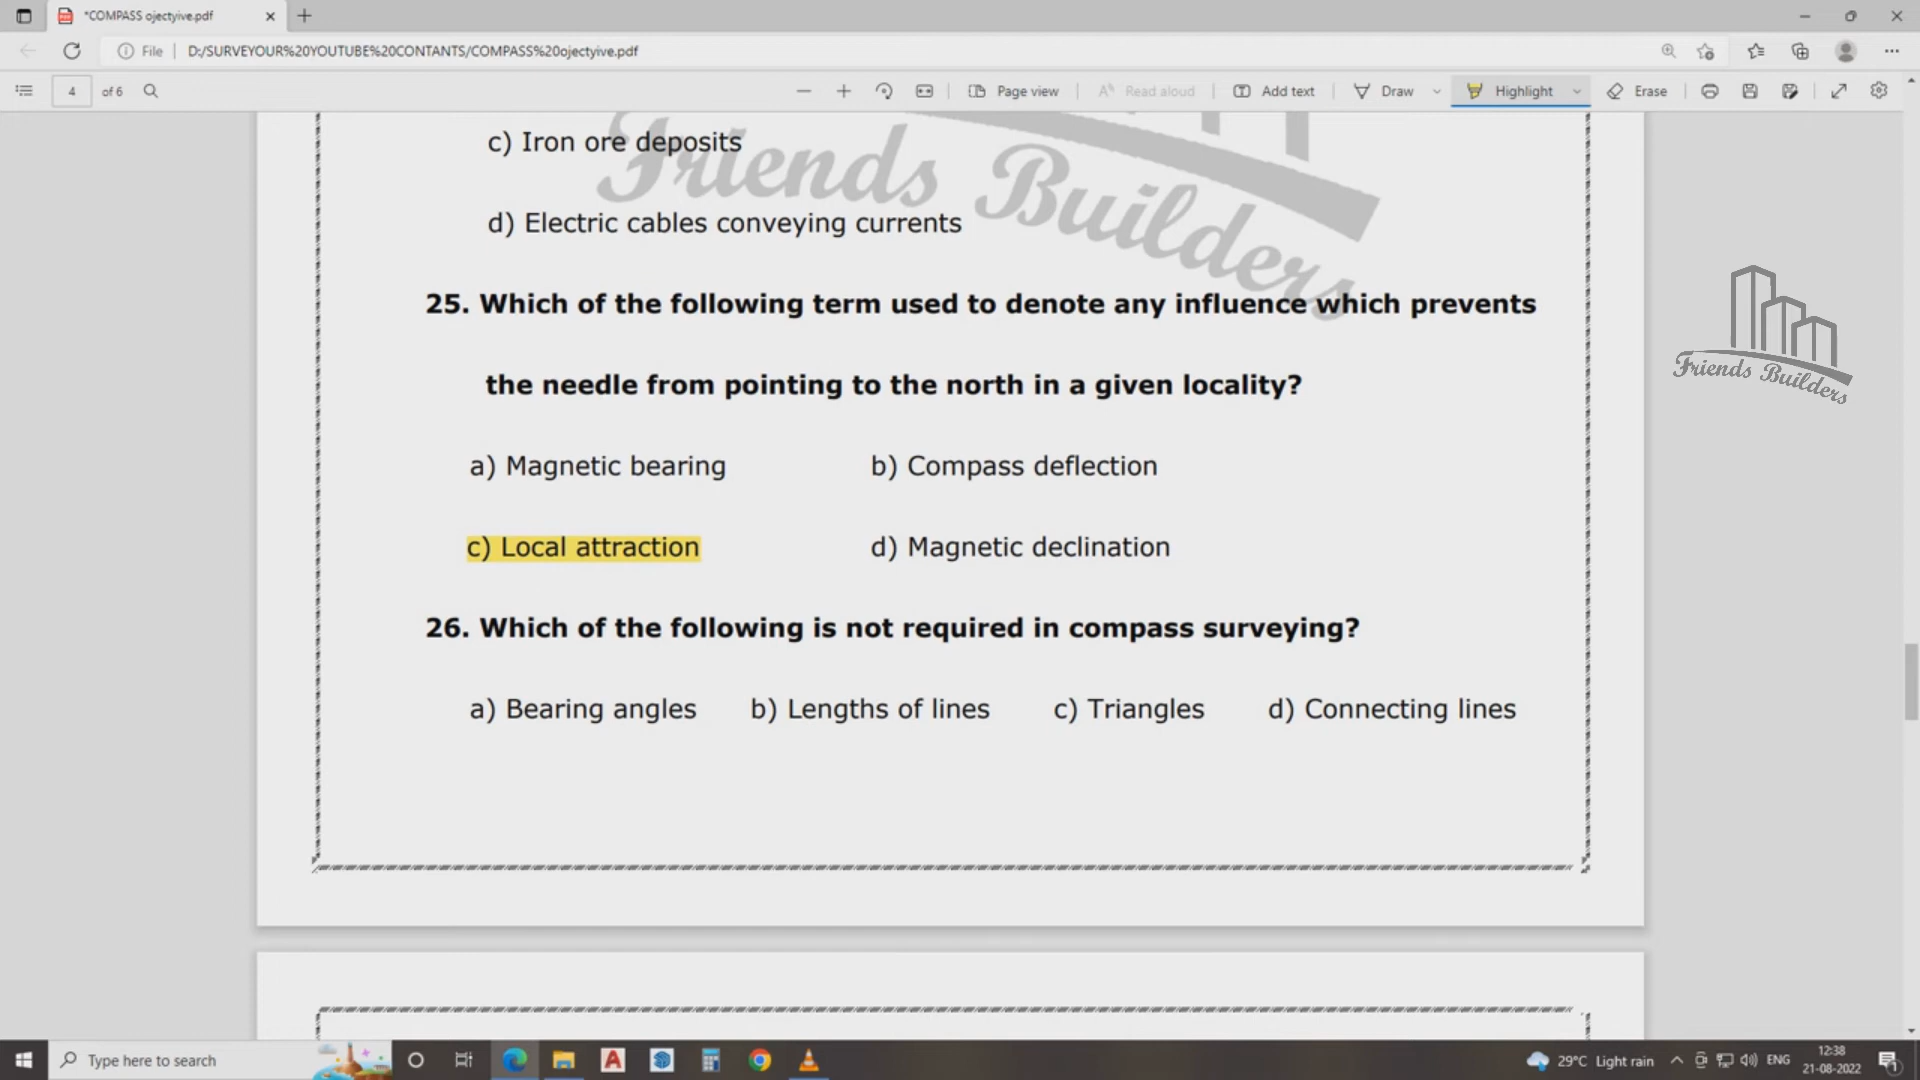 *COMPASS ojectyive.pdf
File
D:/SURVEYOUR%20YOUTUBE%20CONTANTS/COMPASS%20ojectyive.pdf
4 of 6
Page view
Read aloud
Add text
Draw
Highlight
Erase
Friends Builders
c) Iron ore deposits
d) Electric cables conveying currents
25. Which of the following term used to denote any influence which prevents
the needle from pointing to the north in a given locality?
Friends Builders
a) Magnetic bearing b) Compass deflection
c) Local attraction d) Magnetic declination
26. Which of the following is not required in compass surveying?
a) Bearing angles b) Lengths of lines c) Triangles d) Connecting lines
Type here to search
29°C Light rain
ENG
12:38
21-08-2022
1